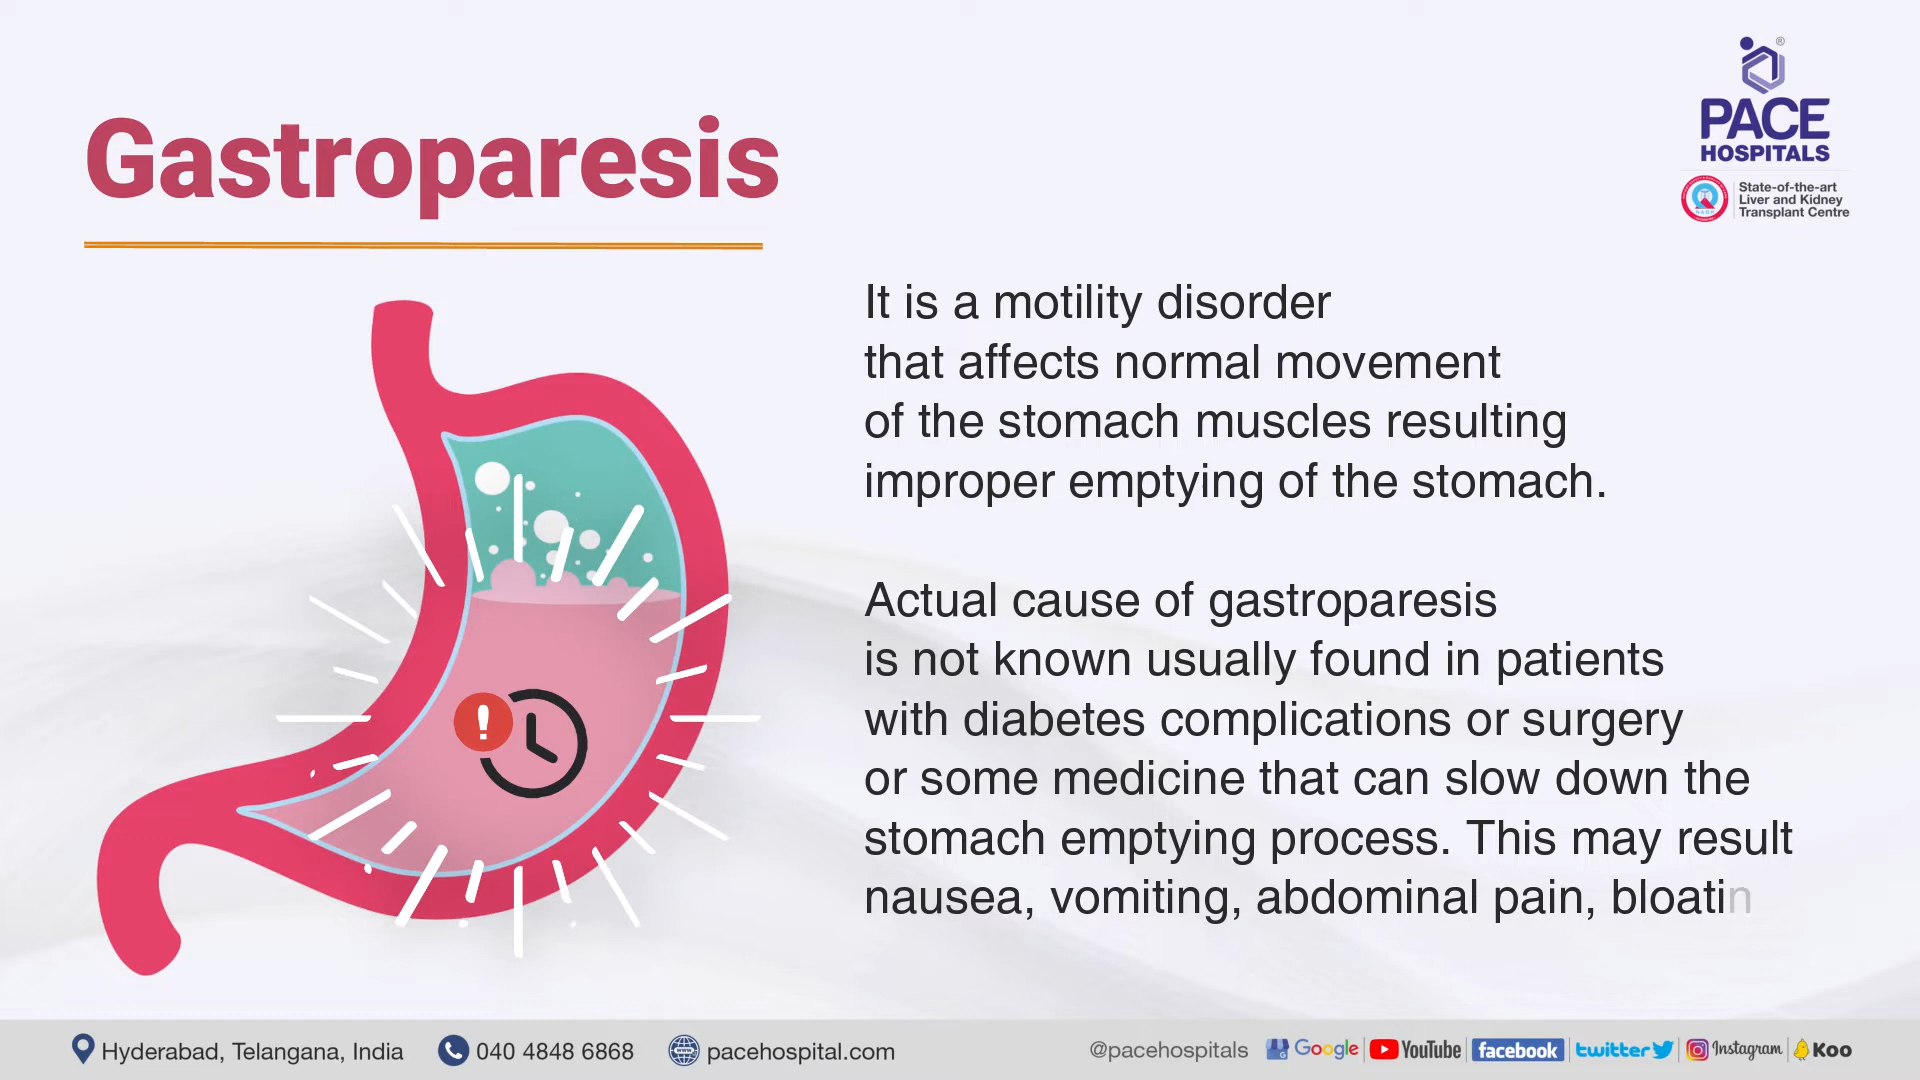 Gastroparesis
®
PACE
HOSPITALS
State-of-the-art
Liver and Kidney
Transplant Centre
It is a motility disorder
that affects normal movement
of the stomach muscles resulting
improper emptying of the stomach.
Actual cause of gastroparesis
is not known usually found in patients
with diabetes complications or surgery
or some medicine that can slow down the
stomach emptying process. This may result
nausea, vomiting, abdominal pain, bloatin
Hyderabad, Telangana, India 040 4848 6868 pacehospital.com @pacehospitals Google YouTube facebook twitter Instagram Koo